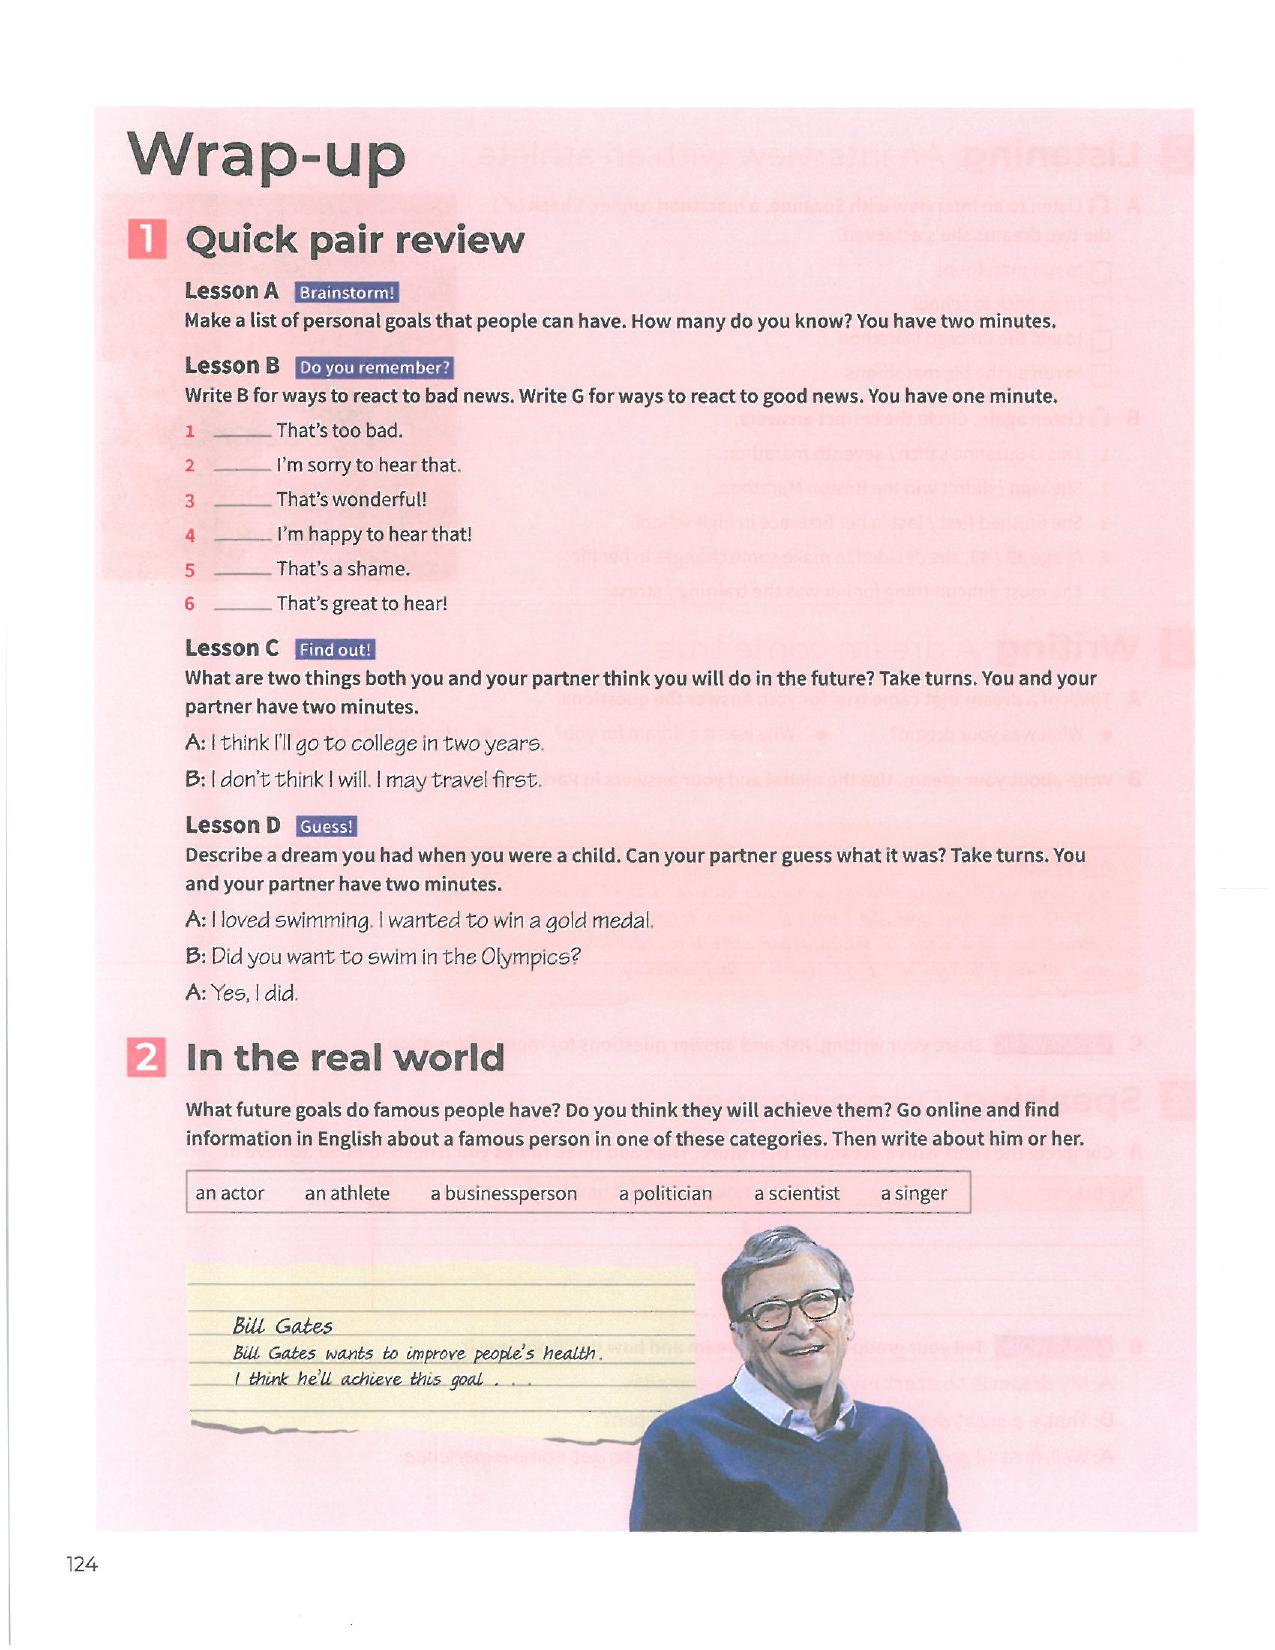 Wrap-up
1 Quick pair review
Lesson A Brainstorm!
Make a list of personal goals that people can have. How many do you know? You have two minutes.
Lesson B Do you remember?
Write B for ways to react to bad news. Write G for ways to react to good news. You have one minute.
1 _____ That's too bad.
2 _____ I'm sorry to hear that.
3 _____ That's wonderful!
4 _____ I'm happy to hear that!
5 _____ That's a shame.
6 _____ That's great to hear!
Lesson C Find out!
What are two things both you and your partner think you will do in the future? Take turns. You and your
partner have two minutes.
A: I think I'll go to college in two years.
B: I don't think I will. I may travel first.
Lesson D Guess!
Describe a dream you had when you were a child. Can your partner guess what it was? Take turns. You
and your partner have two minutes.
A: I loved swimming. I wanted to win a gold medal.
B: Did you want to swim in the Olympics?
A: Yes, I did.
2 In the real world
What future goals do famous people have? Do you think they will achieve them? Go online and find
information in English about a famous person in one of these categories. Then write about him or her.
an actor an athlete a businessperson a politician a scientist a singer
Bill Gates
Bill Gates wants to improve people's health.
I think he'll achieve this goal . . .
124